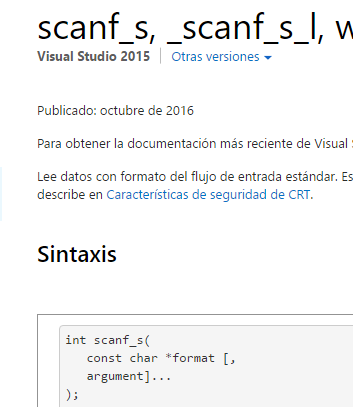 scanf_s, _scanf_s_l, w
Visual Studio 2015 Otras versiones
Publicado: octubre de 2016
Para obtener la documentación más reciente de Visual
Lee datos con formato del flujo de entrada estándar. Es
describe en Características de seguridad de CRT.
Sintaxis
int scanf_s(
   const char *format [,
   argument]...
);